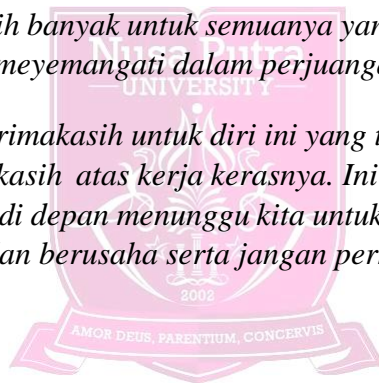 ih banyak untuk semuanya yan
Nusa Putra
meyemangati dalam perjuanga
UNIVERSITY
rimakasih untuk diri ini yang t
kasih atas kerja kerasnya. Ini
di depan menunggu kita untuk
an berusaha serta jangan per
2002
AMOR DEUS, PARENTIUM, CONCERVIS